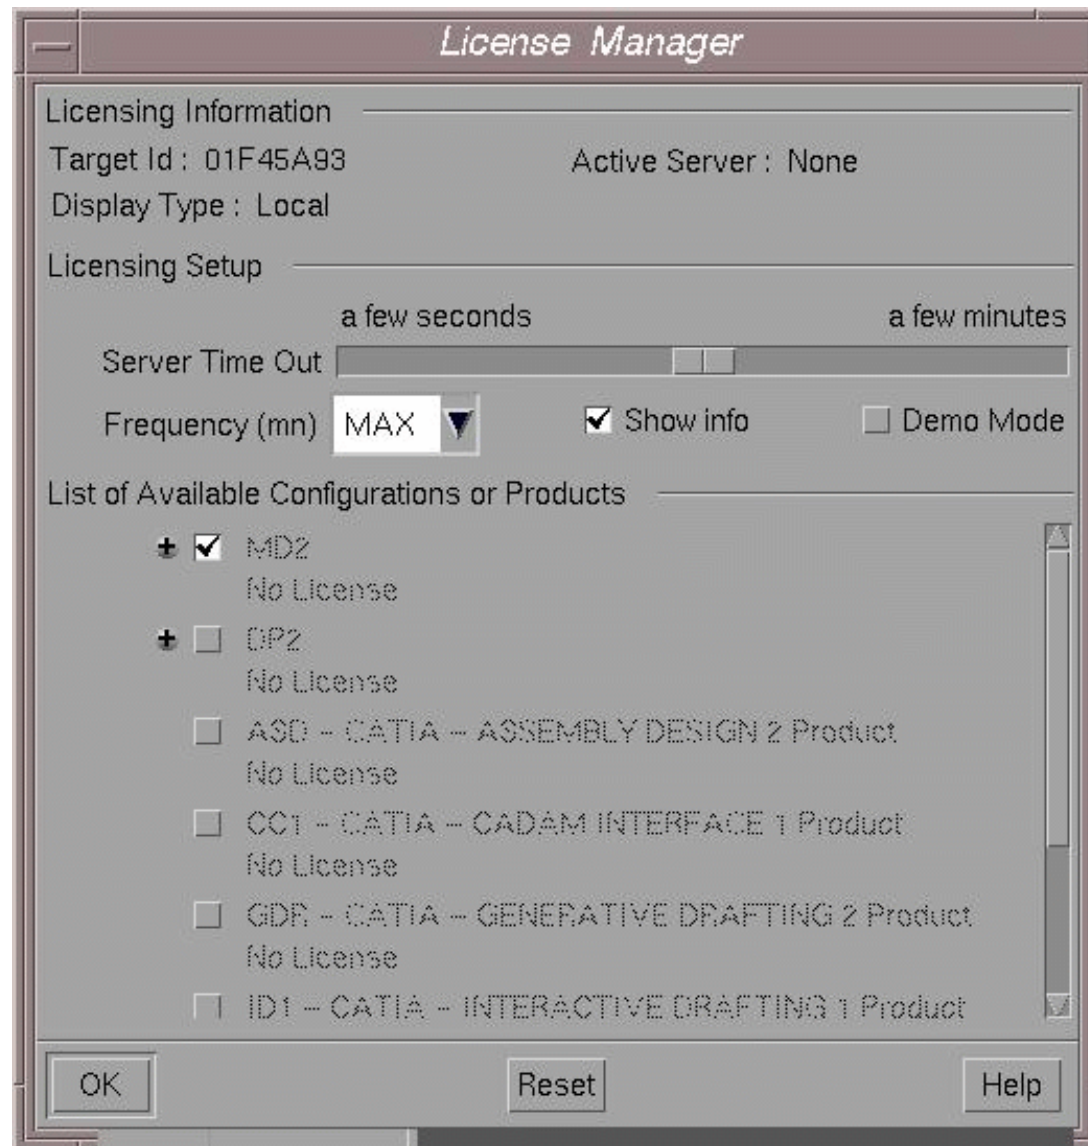 License Manager
Licensing Information
Target Id : 01F45A93 Active Server : None
Display Type : Local
Licensing Setup
a few seconds a few minutes
Server Time Out
Frequency (mn) MAX Show info Demo Mode
List of Available Configurations or Products
MD2
No License
DP2
No License
ASD - CATIA - ASSEMBLY DESIGN 2 Product
No License
CC1 - CATIA - CADAM INTERFACE 1 Product
No License
GDR - CATIA - GENERATIVE DRAFTING 2 Product
No License
ID1 - CATIA - INTERACTIVE DRAFTING 1 Product
OK Reset Help